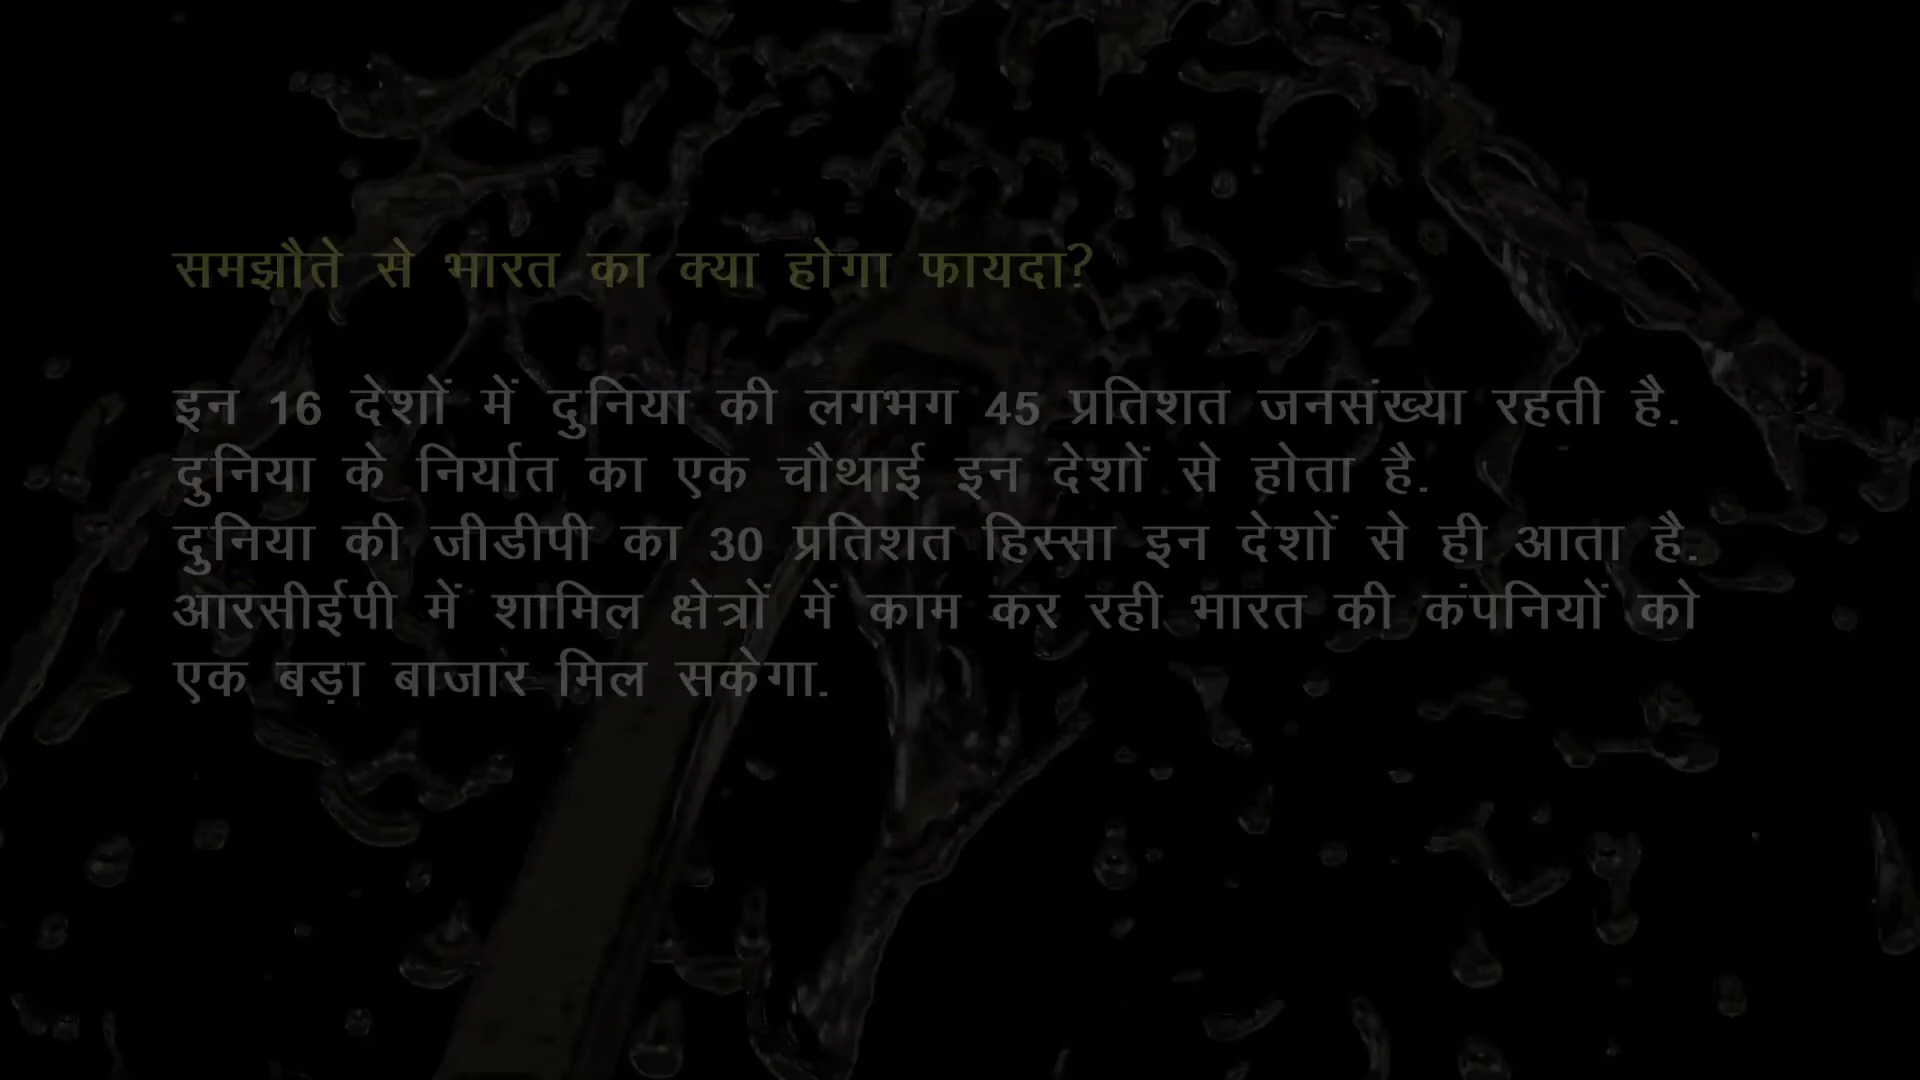 समझौते से भारत का क्या होगा फायदा?
इन 16 देशों में दुनिया की लगभग 45 प्रतिशत जनसंख्या रहती है.
दुनिया के निर्यात का एक चौथाई इन देशों से होता है.
दुनिया की जीडीपी का 30 प्रतिशत हिस्सा इन देशों से ही आता है.
आरसीईपी में शामिल क्षेत्रों में काम कर रही भारत की कंपनियों को
एक बड़ा बाजार मिल सकेगा.